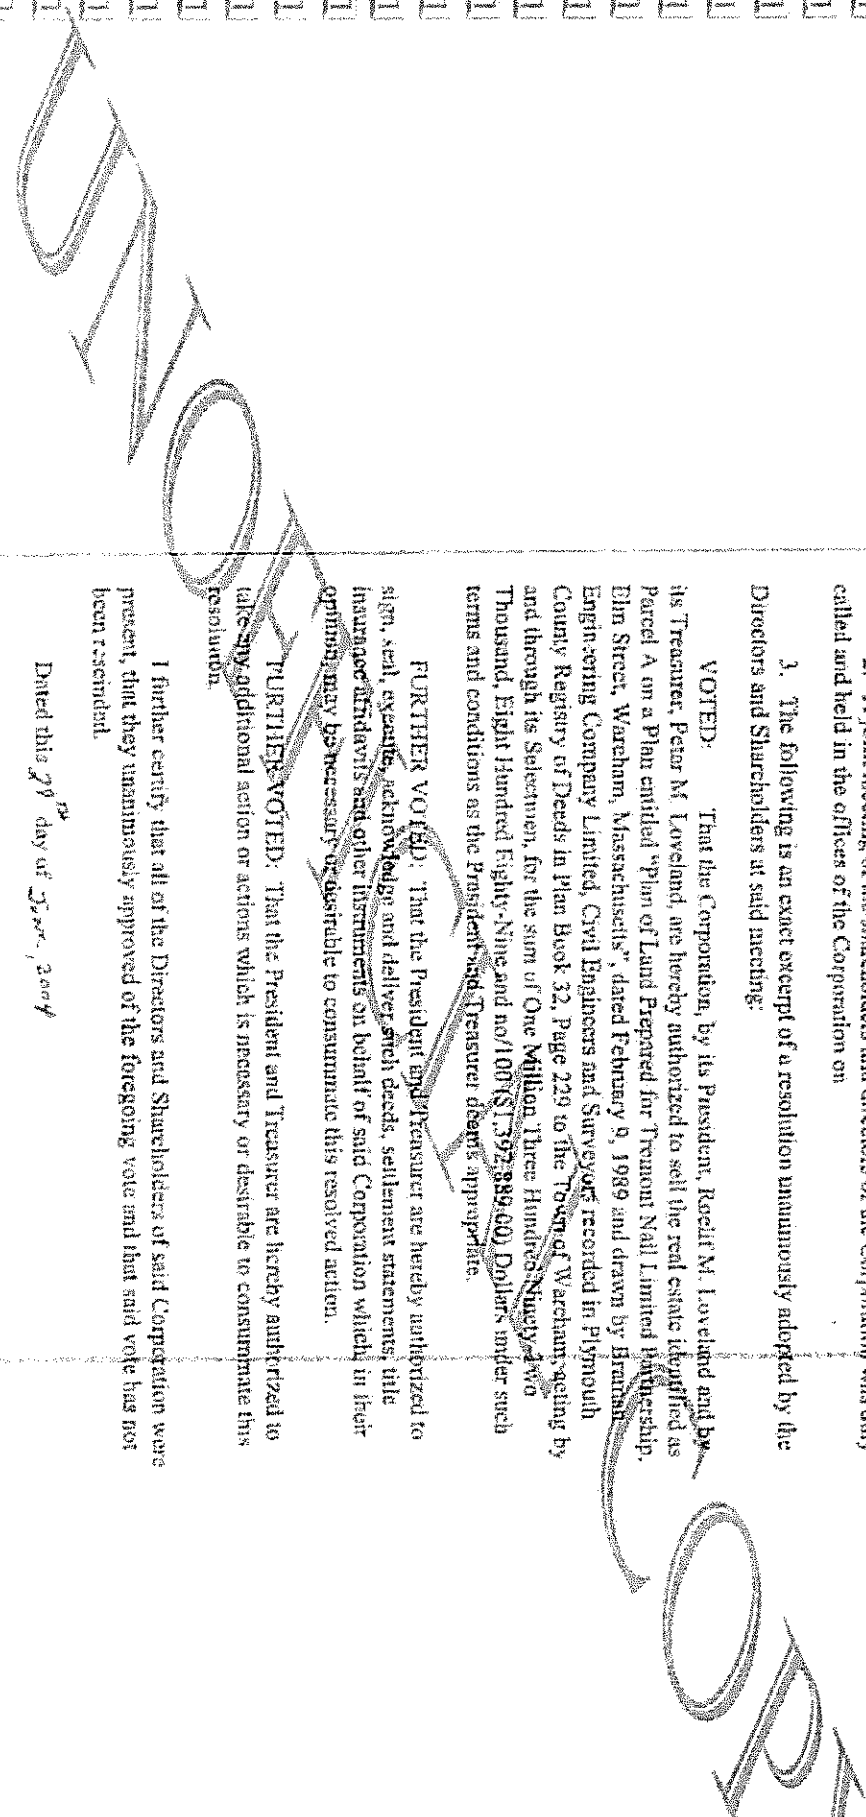 called and held in the offices of the Corporation on
3. The following is an exact excerpt of a resolution unanimously adopted by the
Directors and Shareholders at said meeting:
VOTED: That the Corporation, by its President, Roelif M. Loveland and by
its Treasurer, Peter M. Loveland, are hereby authorized to sell the real estate identified as
Parcel A on a Plan entitled "Plan of Land Prepared for Tremont Nail Limited Partnership,
Elm Street, Wareham, Massachusetts", dated February 9, 1989 and drawn by Braman
Engineering Company Limited, Civil Engineers and Surveyors recorded in Plymouth
County Registry of Deeds in Plan Book 32, Page 229 to the Town of Wareham, acting by
and through its Selectmen, for the sum of One Million Three Hundred Ninety-Two
Thousand, Eight Hundred Eighty-Nine and no/100 ($1,392,889.00) Dollars under such
terms and conditions as the President and Treasurer deems appropriate.
FURTHER VOTED: That the President and Treasurer are hereby authorized to
sign, seal, execute, acknowledge and deliver such deeds, settlement statements, title
insurance affidavits and other instruments on behalf of said Corporation which, in their
opinion, may be necessary or desirable to consummate this resolved action.
FURTHER VOTED: That the President and Treasurer are hereby authorized to
take any additional action or actions which is necessary or desirable to consummate this
resolution.
I further certify that all of the Directors and Shareholders of said Corporation were
present, that they unanimously approved of the foregoing vote and that said vote has not
been rescinded.
Dated this day of June, 2004
UNOFFICIAL COPY